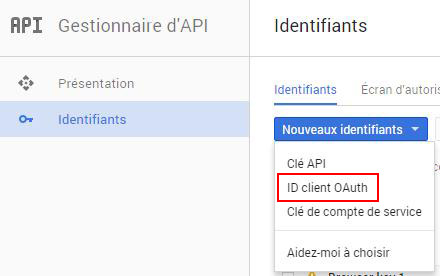 API Gestionnaire d'API
Identifiants
Présentation
Identifiants
Identifiants
Écran d'autoris
Nouveaux identifiants
Clé API
ID client OAuth
Clé de compte de service
Aidez-moi à choisir